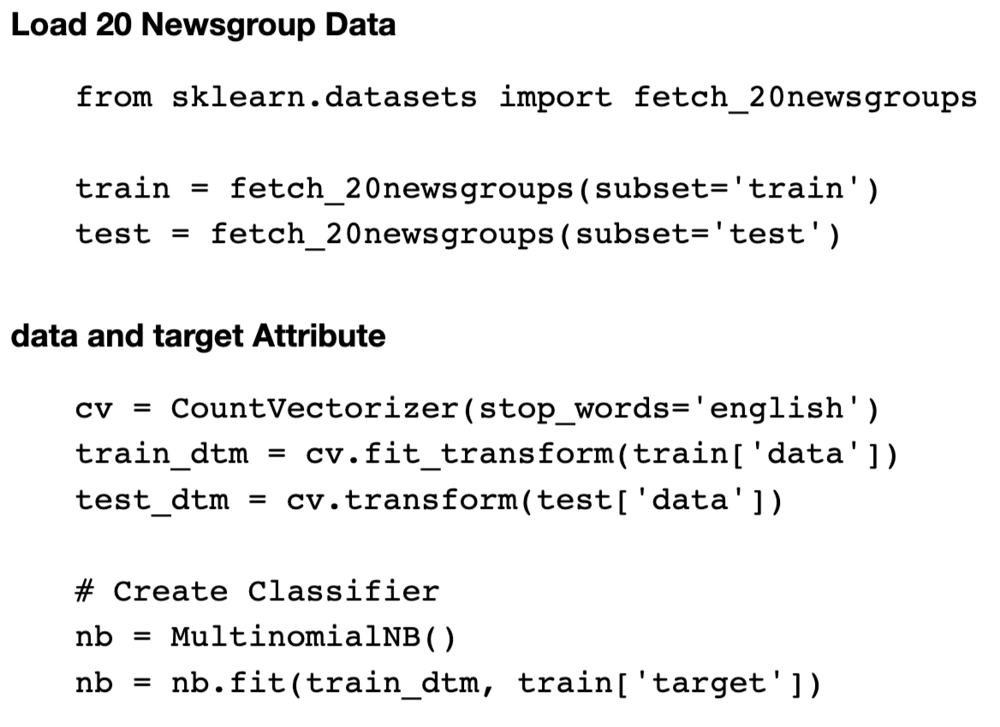 Load 20 Newsgroup Data
from sklearn.datasets import fetch_20newsgroups
train = fetch_20newsgroups(subset='train')
test = fetch_20newsgroups(subset='test')
data and target Attribute
cv = CountVectorizer(stop_words='english')
train_dtm = cv.fit_transform(train['data'])
test_dtm = cv.transform(test['data'])
# Create Classifier
nb = MultinomialNB()
nb = nb.fit(train_dtm, train['target'])